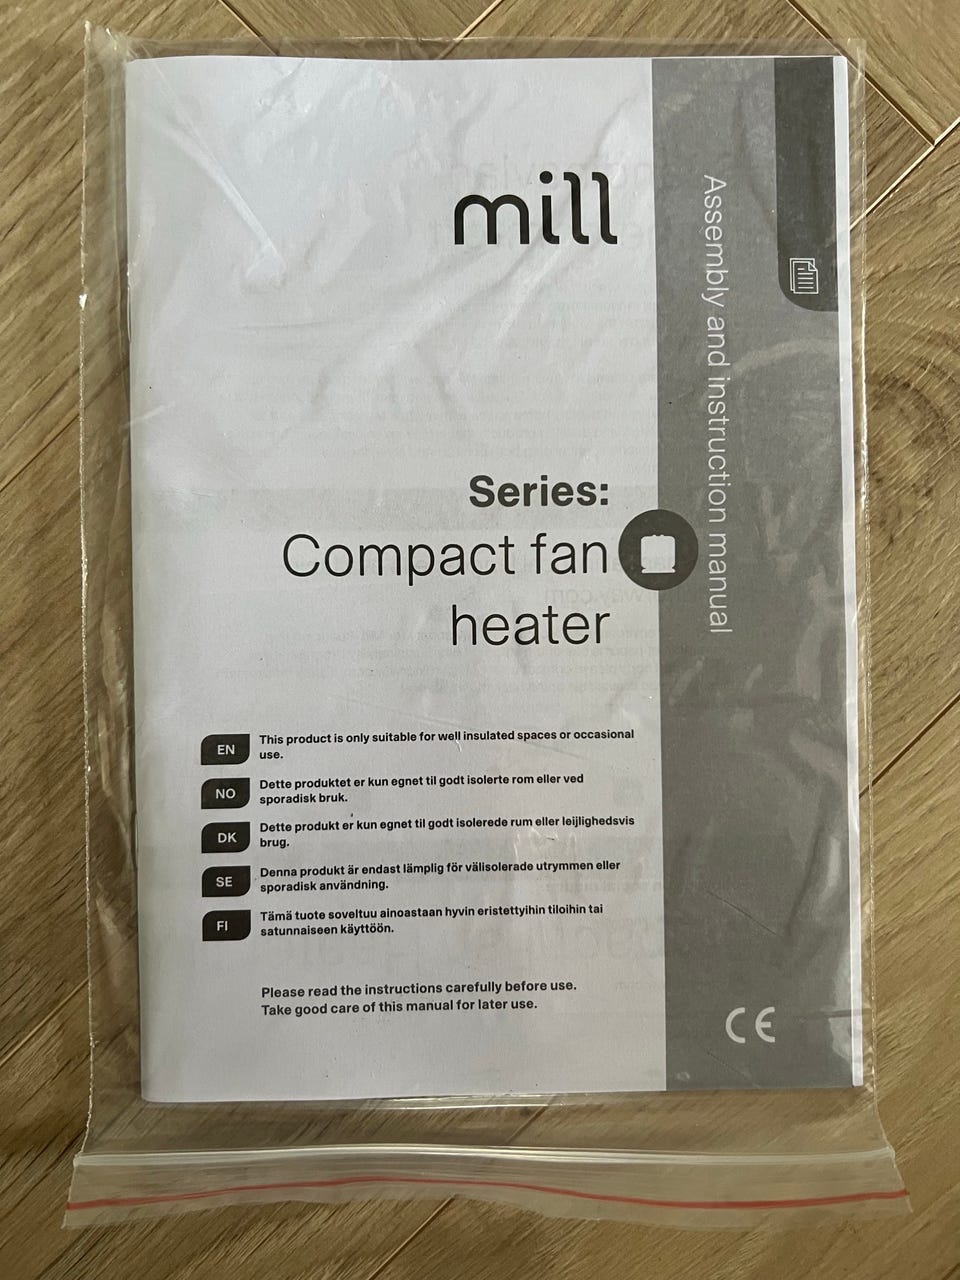 mill
Assembly and instruction manual
Series:
Compact fan
heater
EN
This product is only suitable for well insulated spaces or occasional
use.
NO
Dette produktet er kun egnet til godt isolerte rom eller ved
sporadisk bruk.
DK
Dette produkt er kun egnet til godt isolerede rum eller leijlighedsvis
brug.
SE
Denna produkt är endast lämplig för välisolerade utrymmen eller
sporadisk användning.
FI
Tämä tuote soveltuu ainoastaan hyvin eristettyihin tiloihin tai
satunnaiseen käyttöön.
Please read the instructions carefully before use.
Take good care of this manual for later use.
CE